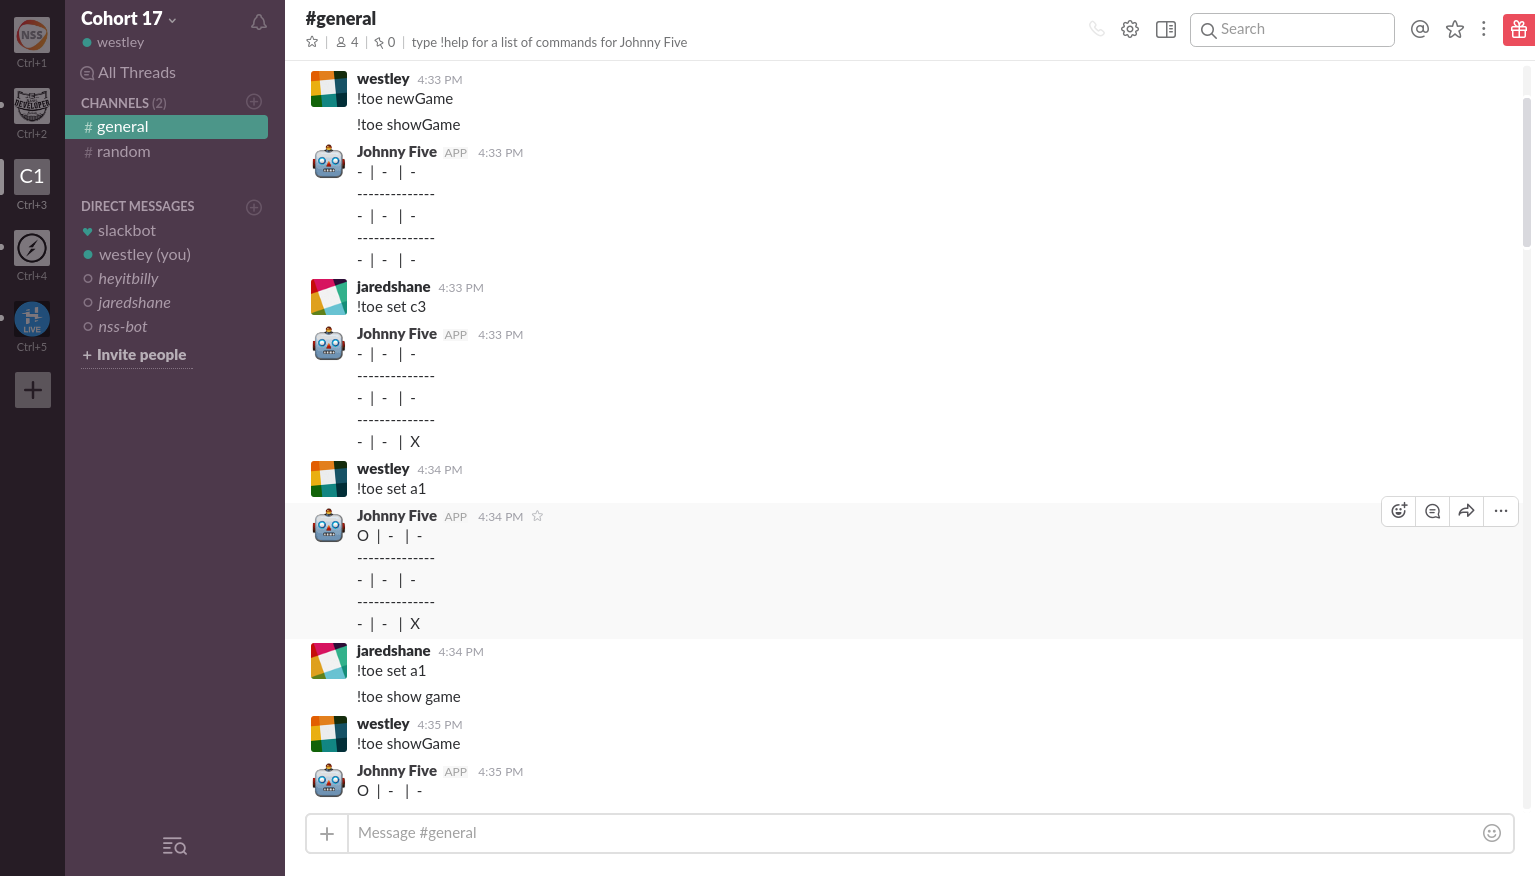 NSS
Ctrl+1
DEVELOPER
Ctrl+2
C1
Ctrl+3
Ctrl+4
LIVE
Ctrl+5
Cohort 17
westley
All Threads
CHANNELS (2)
# general
# random
DIRECT MESSAGES
slackbot
westley (you)
heyitbilly
jaredshane
nss-bot
+ Invite people
#general
4 | 0 | type !help for a list of commands for Johnny Five
Search
westley 4:33 PM
!toe newGame
!toe showGame
Johnny Five APP 4:33 PM
- | - | -
--------------
- | - | -
--------------
- | - | -
jaredshane 4:33 PM
!toe set c3
Johnny Five APP 4:33 PM
- | - | -
--------------
- | - | -
--------------
- | - | X
westley 4:34 PM
!toe set a1
Johnny Five APP 4:34 PM
O | - | -
--------------
- | - | -
--------------
- | - | X
jaredshane 4:34 PM
!toe set a1
!toe show game
westley 4:35 PM
!toe showGame
Johnny Five APP 4:35 PM
O | - | -
Message #general